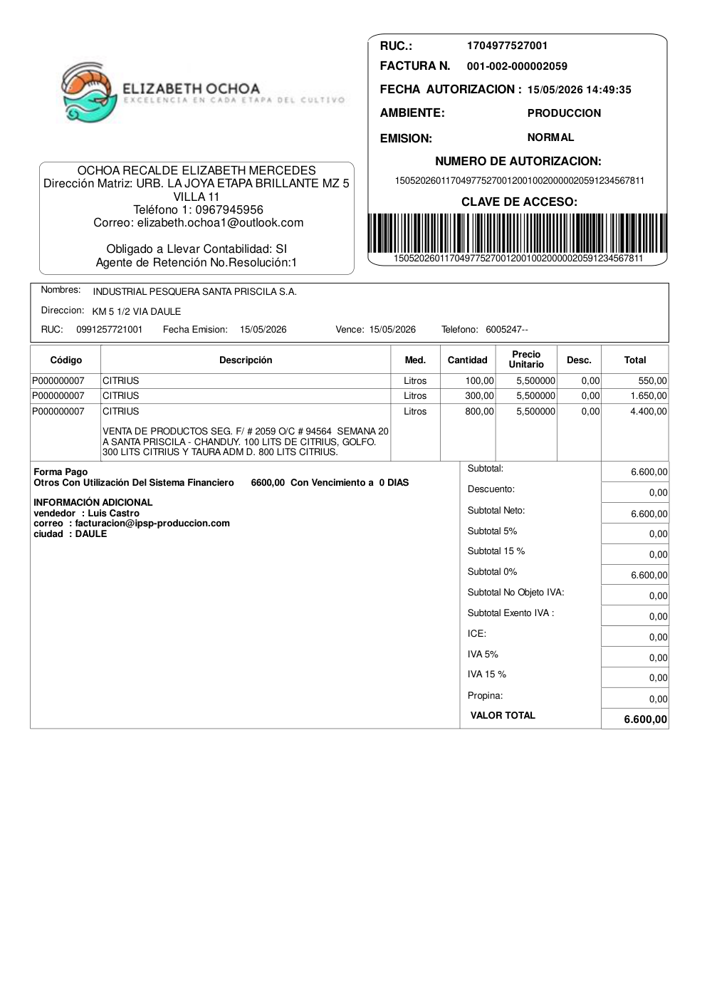 ELIZABETH OCHOA
EXCELENCIA EN CADA ETAPA DEL CULTIVO
OCHOA RECALDE ELIZABETH MERCEDES
Dirección Matriz: URB. LA JOYA ETAPA BRILLANTE MZ 5
VILLA 11
Teléfono 1: 0967945956
Correo: elizabeth.ochoa1@outlook.com
Obligado a Llevar Contabilidad: SI
Agente de Retención No.Resolución:1
RUC.: 1704977527001
FACTURA N. 001-002-000002059
FECHA AUTORIZACION : 15/05/2026 14:49:35
AMBIENTE: PRODUCCION
EMISION: NORMAL
NUMERO DE AUTORIZACION:
1505202601170497752700120010020000020591234567811
CLAVE DE ACCESO:
1505202601170497752700120010020000020591234567811
Nombres: INDUSTRIAL PESQUERA SANTA PRISCILA S.A.
Direccion: KM 5 1/2 VIA DAULE
RUC: 0991257721001 Fecha Emision: 15/05/2026 Vence: 15/05/2026 Telefono: 6005247--
Código Descripción Med. Cantidad Precio Unitario Desc. Total
P000000007 CITRIUS Litros 100,00 5,500000 0,00 550,00
P000000007 CITRIUS Litros 300,00 5,500000 0,00 1.650,00
P000000007 CITRIUS Litros 800,00 5,500000 0,00 4.400,00
VENTA DE PRODUCTOS SEG. F/ # 2059 O/C # 94564 SEMANA 20
A SANTA PRISCILA - CHANDUY. 100 LITS DE CITRIUS, GOLFO.
300 LITS CITRIUS Y TAURA ADM D. 800 LITS CITRIUS.
Forma Pago
Otros Con Utilización Del Sistema Financiero 6600,00 Con Vencimiento a 0 DIAS
INFORMACIÓN ADICIONAL
vendedor : Luis Castro
correo : facturacion@ipsp-produccion.com
ciudad : DAULE
Subtotal: 6.600,00
Descuento: 0,00
Subtotal Neto: 6.600,00
Subtotal 5% 0,00
Subtotal 15 % 0,00
Subtotal 0% 6.600,00
Subtotal No Objeto IVA: 0,00
Subtotal Exento IVA : 0,00
ICE: 0,00
IVA 5% 0,00
IVA 15 % 0,00
Propina: 0,00
VALOR TOTAL 6.600,00